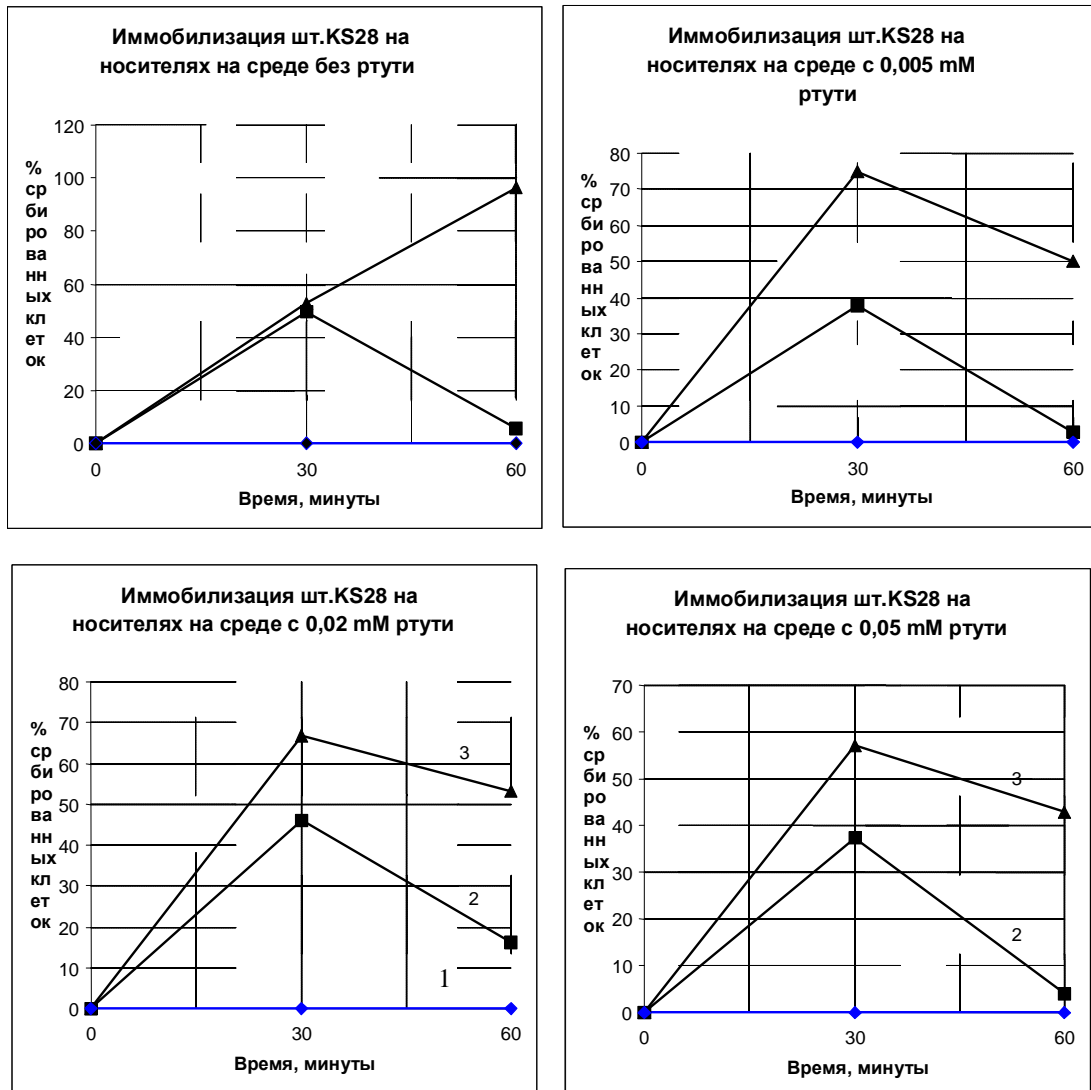 Иммобилизация шт.KS28 на
носителях на среде без ртути
%
ср
би
ро
ва
нн
ых
кл
ет
ок
120
100
80
60
40
20
0
0 30 60
Время, минуты
Иммобилизация шт.KS28 на
носителях на среде с 0,005 mM
ртути
%
ср
би
ро
ва
нн
ых
кл
ет
ок
80
70
60
50
40
30
20
10
0
0 30 60
Время, минуты
Иммобилизация шт.KS28 на
носителях на среде с 0,02 mM ртути
%
ср
би
ро
ва
нн
ых
кл
ет
ок
80
70
60
50
40
30
20
10
0
3
2
1
0 30 60
Время, минуты
Иммобилизация шт.KS28 на
носителях на среде с 0,05 mM ртути
%
ср
би
ро
ва
нн
ых
кл
ет
ок
70
60
50
40
30
20
10
0
3
2
0 30 60
Время, минуты